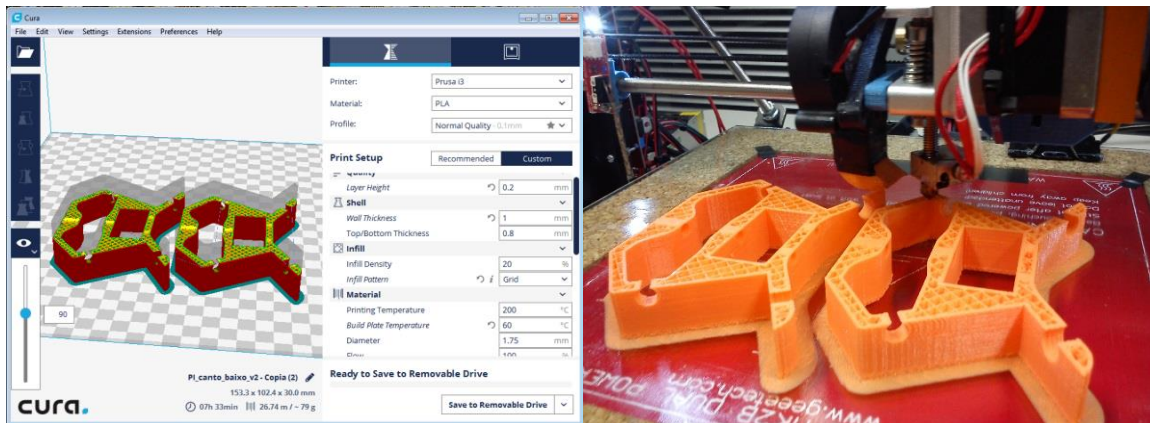 Cura
File Edit View Settings Extensions Preferences Help
Printer: Prusa i3
Material: PLA
Profile: Normal Quality - 0.1mm
Print Setup Recommended Custom
Quality
Layer Height 0.2 mm
Shell
Wall Thickness 1 mm
Top/Bottom Thickness 0.8 mm
Infill
Infill Density 20 %
Infill Pattern i Grid
Material
Printing Temperature 200 °C
Build Plate Temperature 60 °C
Diameter 1.75 mm
Flow 100 %
90
PI_canto_baixo_v2 - Copia (2)
153.3 x 102.4 x 30.0 mm
07h 33min 26.74 m / ~ 79 g
cura.
Ready to Save to Removable Drive
Save to Removable Drive